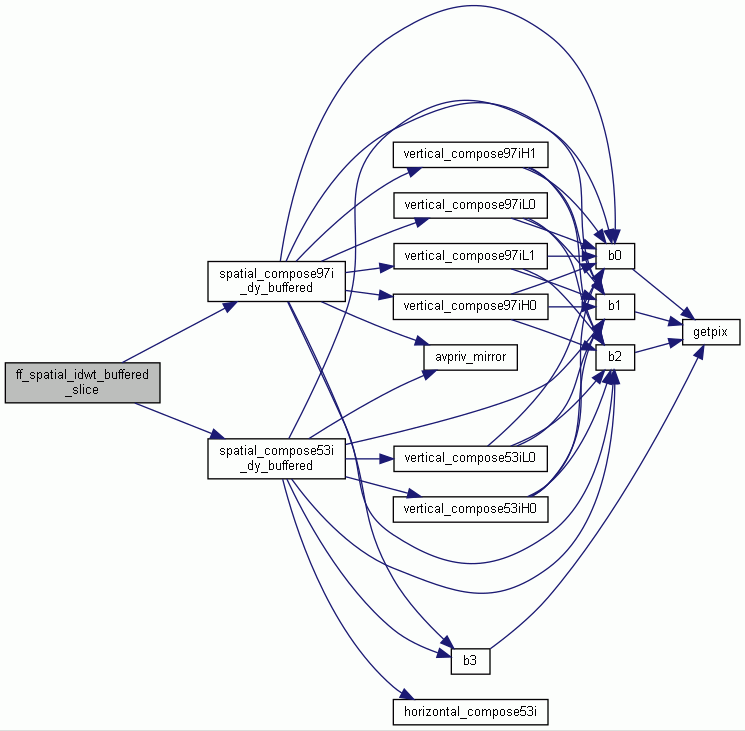 vertical_compose97iH1
vertical_compose97iL0
vertical_compose97iL1
b0
spatial_compose97i
_dy_buffered
vertical_compose97iH0
b1
getpix
avpriv_mirror
b2
ff_spatial_idwt_buffered
_slice
spatial_compose53i
_dy_buffered
vertical_compose53iL0
vertical_compose53iH0
b3
horizontal_compose53i